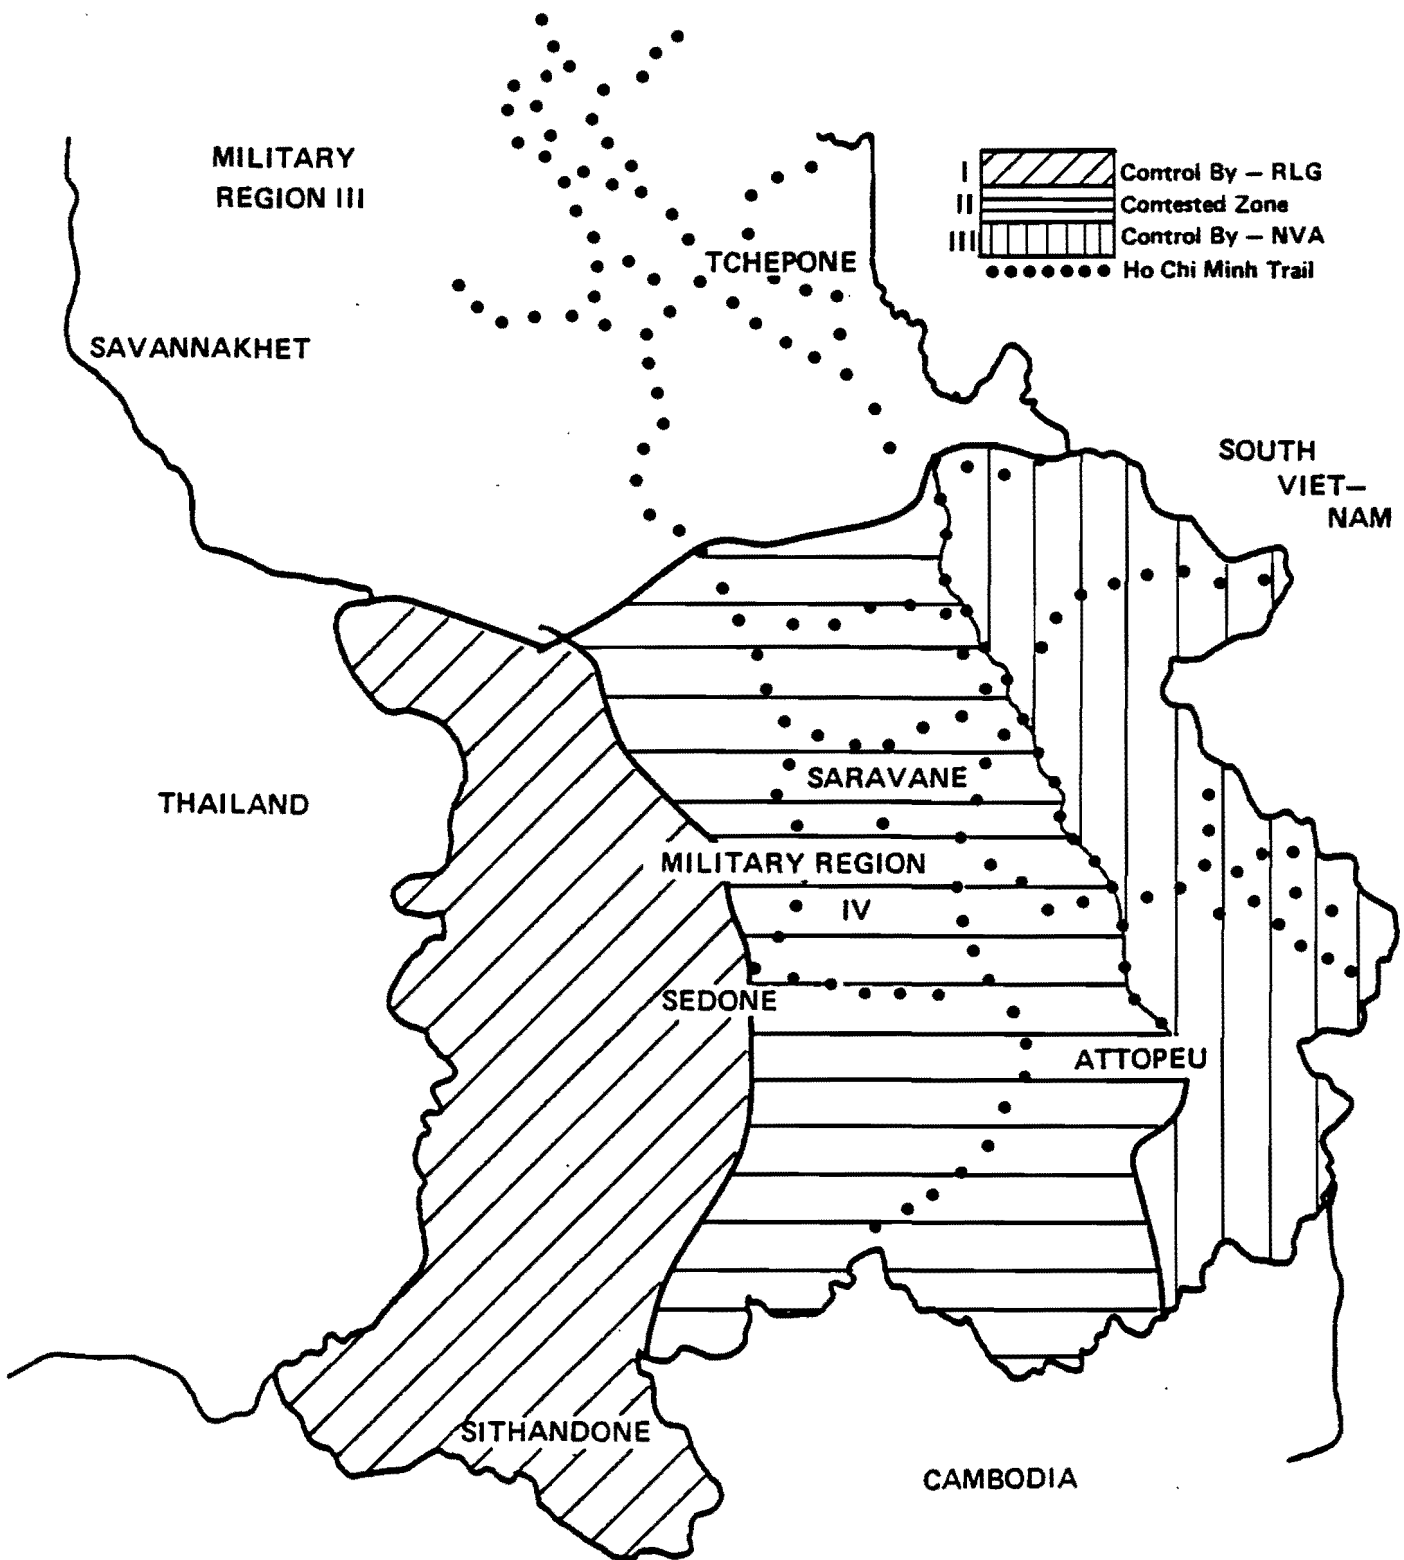 MILITARY
REGION III
I Control By — RLG
II Contested Zone
III Control By — NVA
Ho Chi Minh Trail
TCHEPONE
SAVANNAKHET
SOUTH
VIET—
NAM
THAILAND
SARAVANE
MILITARY REGION
IV
SEDONE
ATTOPEU
SITHANDONE
CAMBODIA